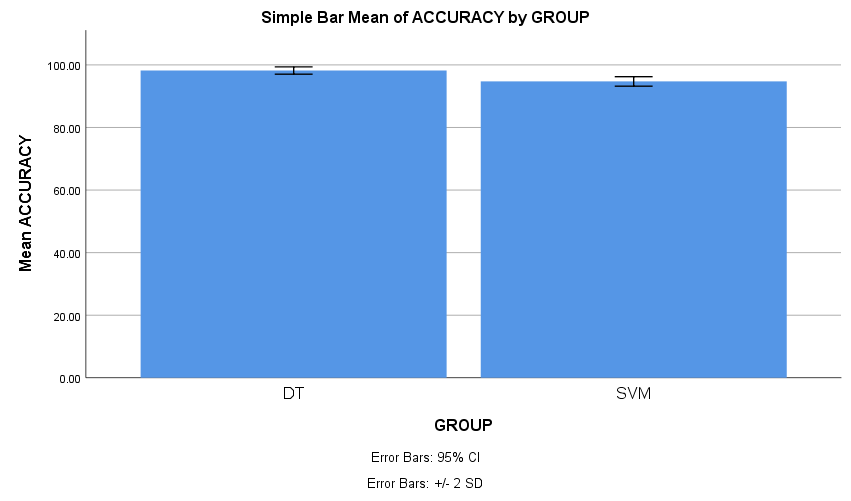 Simple Bar Mean of ACCURACY by GROUP
Mean ACCURACY
100.00
80.00
60.00
40.00
20.00
0.00
DT SVM
GROUP
Error Bars: 95% CI
Error Bars: +/- 2 SD